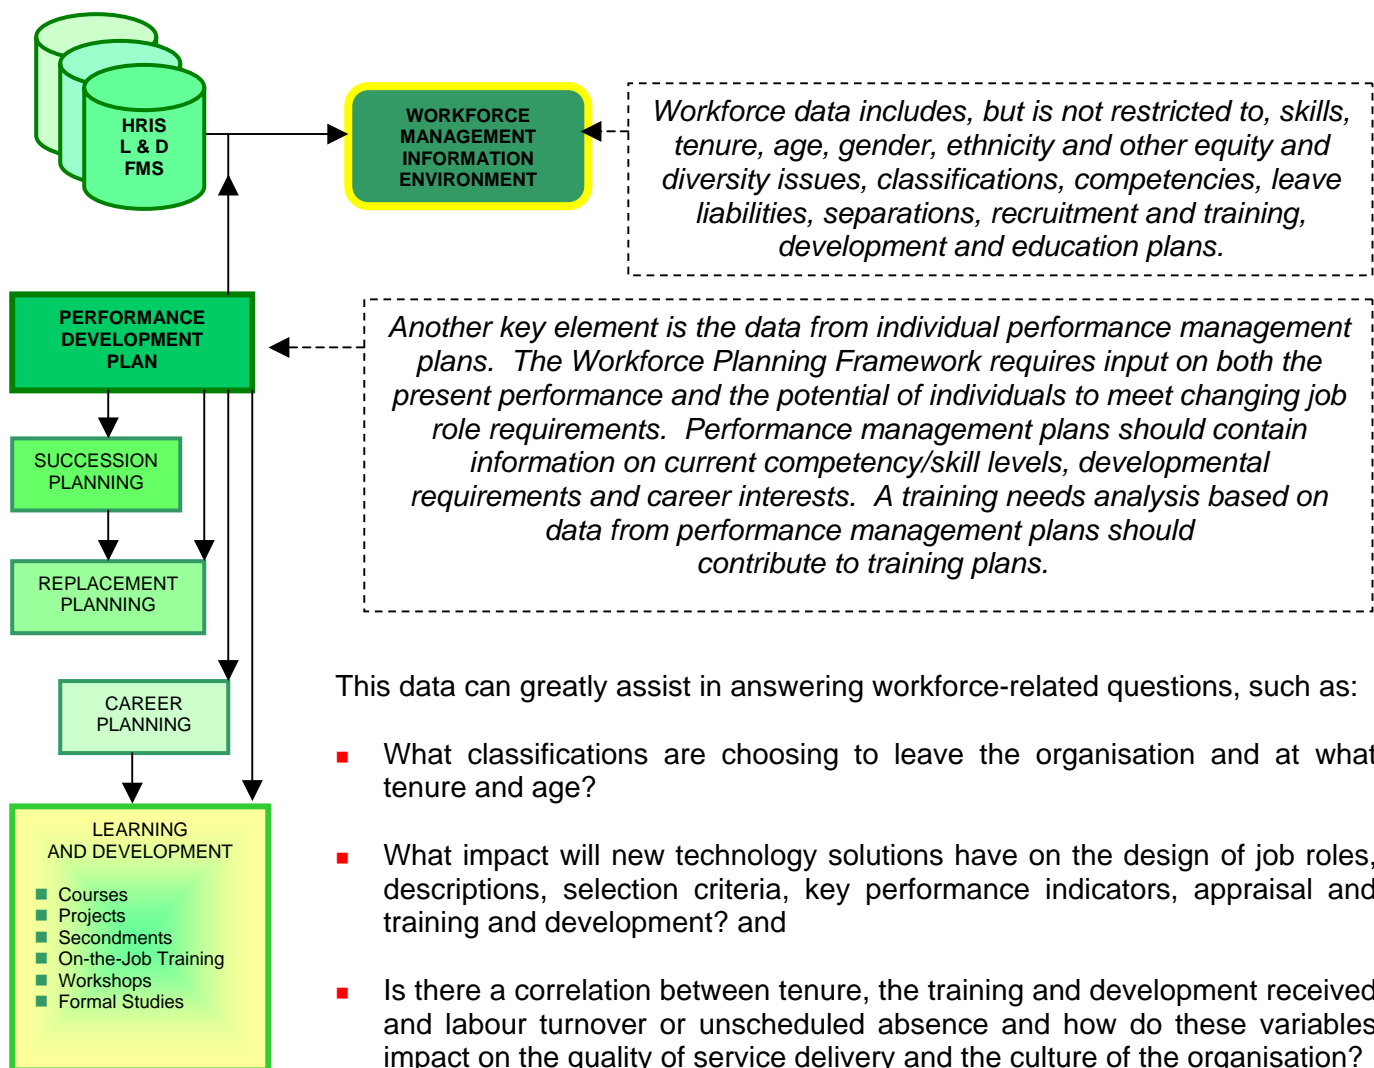 HRIS
L & D
FMS
WORKFORCE
MANAGEMENT
INFORMATION
ENVIRONMENT
Workforce data includes, but is not restricted to, skills,
tenure, age, gender, ethnicity and other equity and
diversity issues, classifications, competencies, leave
liabilities, separations, recruitment and training,
development and education plans.
PERFORMANCE
DEVELOPMENT
PLAN
Another key element is the data from individual performance management
plans.  The Workforce Planning Framework requires input on both the
present performance and the potential of individuals to meet changing job
role requirements.  Performance management plans should contain
information on current competency/skill levels, developmental
requirements and career interests.  A training needs analysis based on
data from performance management plans should
contribute to training plans.
SUCCESSION
PLANNING
REPLACEMENT
PLANNING
CAREER
PLANNING
LEARNING
AND DEVELOPMENT
■ Courses
■ Projects
■ Secondments
■ On-the-Job Training
■ Workshops
■ Formal Studies
This data can greatly assist in answering workforce-related questions, such as:
■ What classifications are choosing to leave the organisation and at what
tenure and age?
■ What impact will new technology solutions have on the design of job roles,
descriptions, selection criteria, key performance indicators, appraisal and
training and development? and
■ Is there a correlation between tenure, the training and development received
and labour turnover or unscheduled absence and how do these variables
impact on the quality of service delivery and the culture of the organisation?